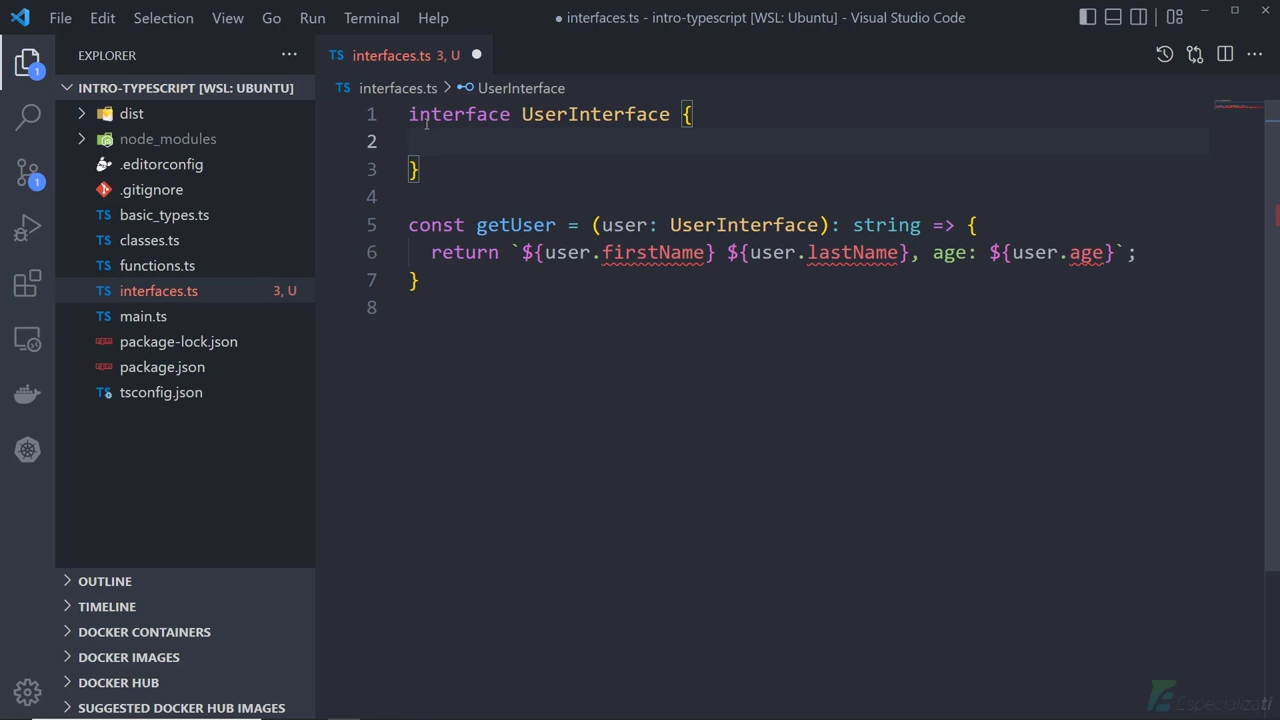 File Edit Selection View Go Run Terminal Help
● interfaces.ts - intro-typescript [WSL: Ubuntu] - Visual Studio Code
EXPLORER ···
TS interfaces.ts 3, U ●
1
INTRO-TYPESCRIPT [WSL: UBUNTU]
TS interfaces.ts > UserInterface
dist
node_modules
.editorconfig
1
.gitignore
TS basic_types.ts
TS classes.ts
TS functions.ts
TS interfaces.ts 3, U
TS main.ts
package-lock.json
package.json
TS tsconfig.json
1 interface UserInterface {
2
3 }
4
5 const getUser = (user: UserInterface): string => {
6   return `${user.firstName} ${user.lastName}, age: ${user.age}`;
7 }
8
OUTLINE
TIMELINE
DOCKER CONTAINERS
DOCKER IMAGES
DOCKER HUB
SUGGESTED DOCKER HUB IMAGES
EspecializaTi